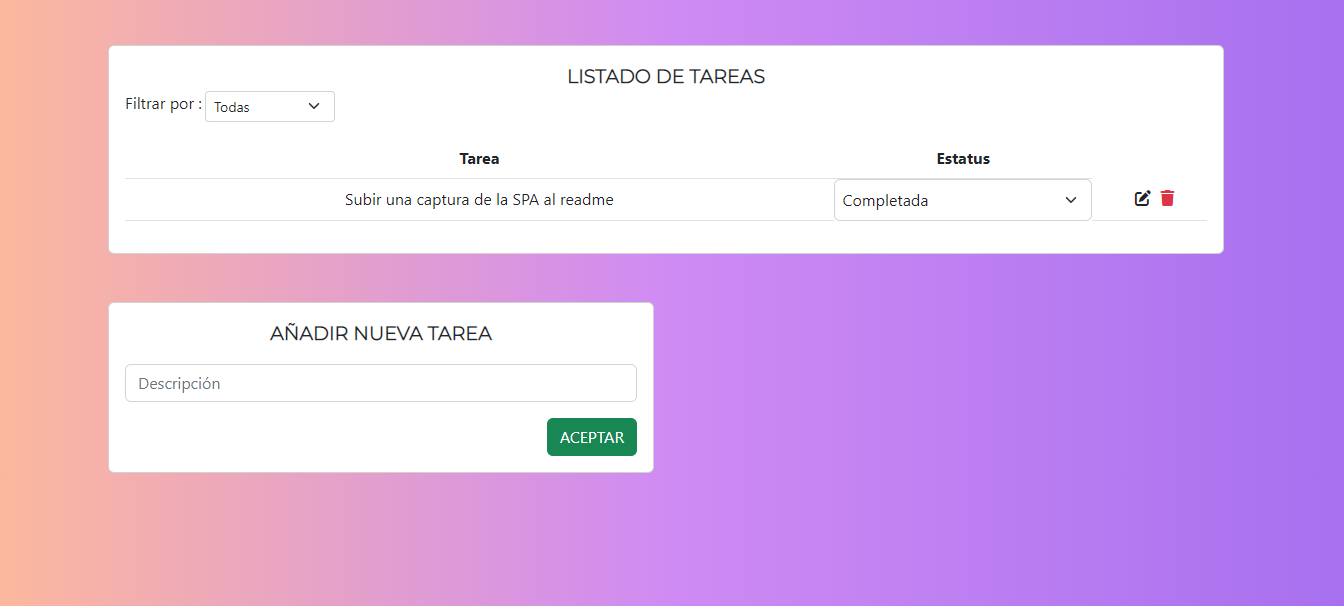 LISTADO DE TAREAS
Filtrar por : Todas
Tarea Estatus
Subir una captura de la SPA al readme Completada
AÑADIR NUEVA TAREA
Descripción
ACEPTAR